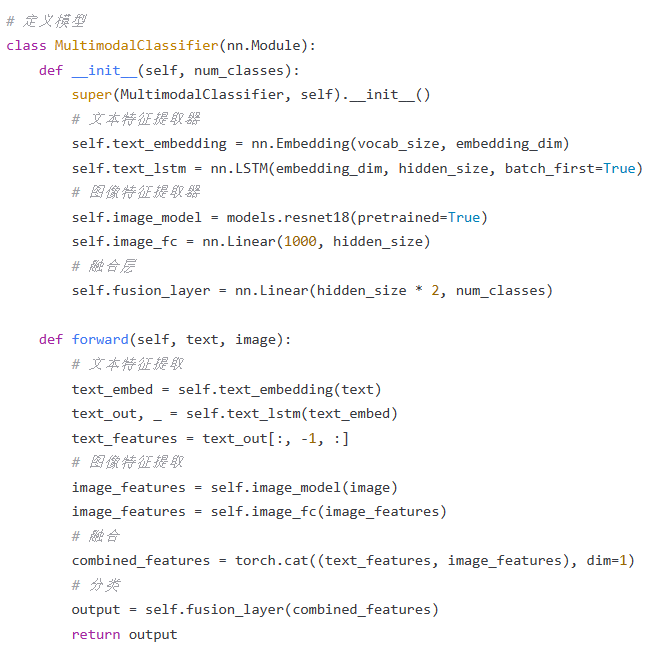 # 定义模型
class MultimodalClassifier(nn.Module):
    def __init__(self, num_classes):
        super(MultimodalClassifier, self).__init__()
        # 文本特征提取器
        self.text_embedding = nn.Embedding(vocab_size, embedding_dim)
        self.text_lstm = nn.LSTM(embedding_dim, hidden_size, batch_first=True)
        # 图像特征提取器
        self.image_model = models.resnet18(pretrained=True)
        self.image_fc = nn.Linear(1000, hidden_size)
        # 融合层
        self.fusion_layer = nn.Linear(hidden_size * 2, num_classes)

    def forward(self, text, image):
        # 文本特征提取
        text_embed = self.text_embedding(text)
        text_out, _ = self.text_lstm(text_embed)
        text_features = text_out[:, -1, :]
        # 图像特征提取
        image_features = self.image_model(image)
        image_features = self.image_fc(image_features)
        # 融合
        combined_features = torch.cat((text_features, image_features), dim=1)
        # 分类
        output = self.fusion_layer(combined_features)
        return output